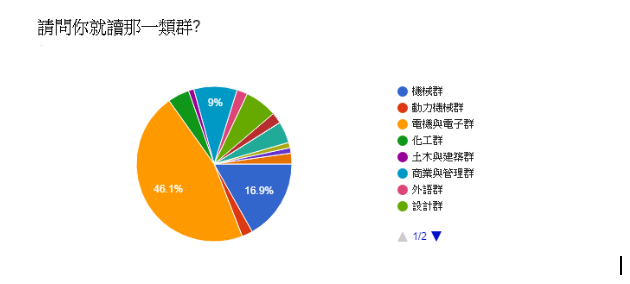 請問你就讀那一類群?
9%
46.1%
16.9%
機械群
動力機械群
電機與電子群
化工群
土木與建築群
商業與管理群
外語群
設計群
1/2